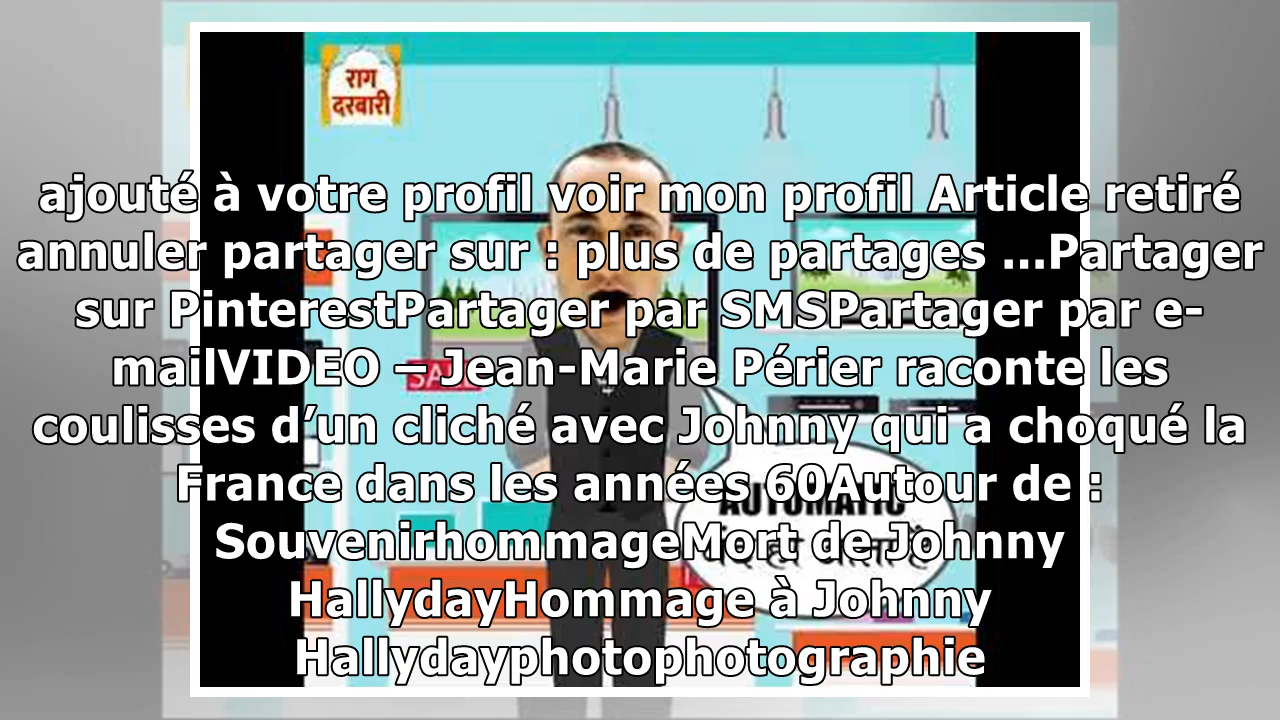 राग
दरबारी
ajouté à votre profil voir mon profil Article retiré
annuler partager sur : plus de partages ...Partager
sur PinterestPartager par SMSPartager par e-
mailVIDEO – Jean-Marie Périer raconte les
coulisses d’un cliché avec Johnny qui a choqué la
France dans les années 60Autour de :
SouvenirhommageMort de Johnny
HallydayHommage à Johnny
Hallydayphotophotographie
AUTOMATIC